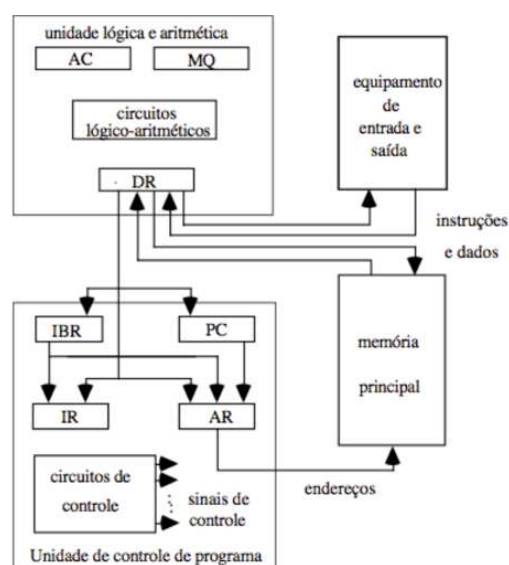 unidade lógica e aritmética
AC
MQ
circuitos
lógico-aritméticos
DR
equipamento
de
entrada e
saída
instruções
e dados
IBR
PC
IR
AR
memória
principal
circuitos de
controle
sinais de
controle
endereços
Unidade de controle de programa